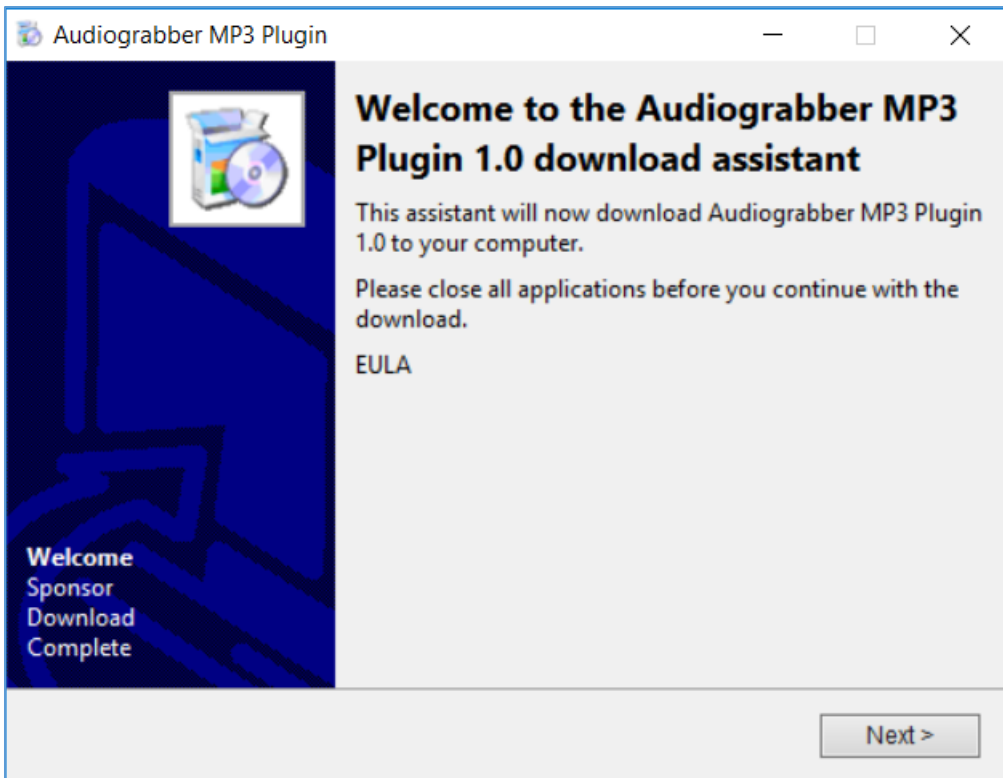 Audiograbber MP3 Plugin
Welcome to the Audiograbber MP3
Plugin 1.0 download assistant
This assistant will now download Audiograbber MP3 Plugin
1.0 to your computer.
Please close all applications before you continue with the
download.
EULA
Welcome
Sponsor
Download
Complete
Next >